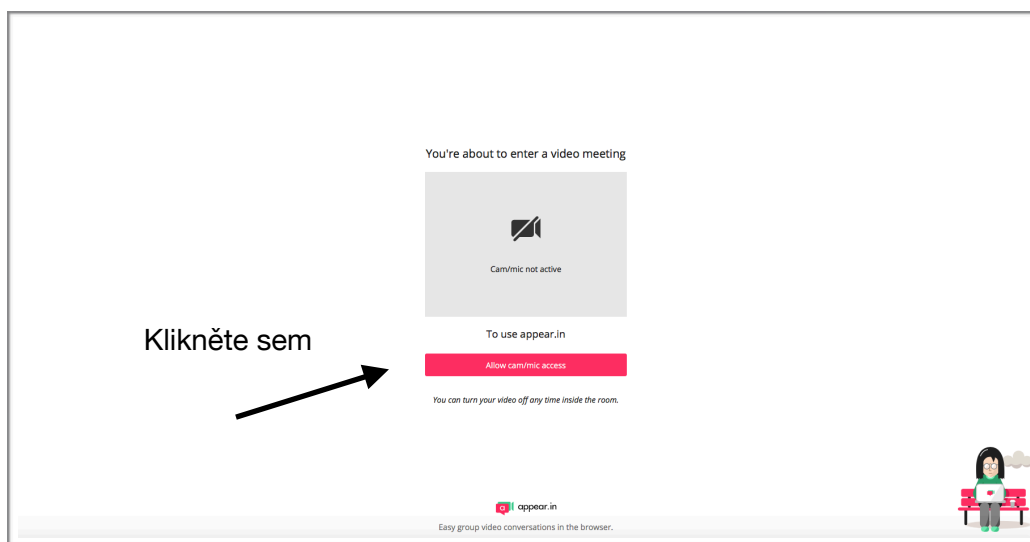 You're about to enter a video meeting
Cam/mic not active
To use appear.in
Klikněte sem
Allow cam/mic access
You can turn your video off any time inside the room.
a
appear.in
Easy group video conversations in the browser.